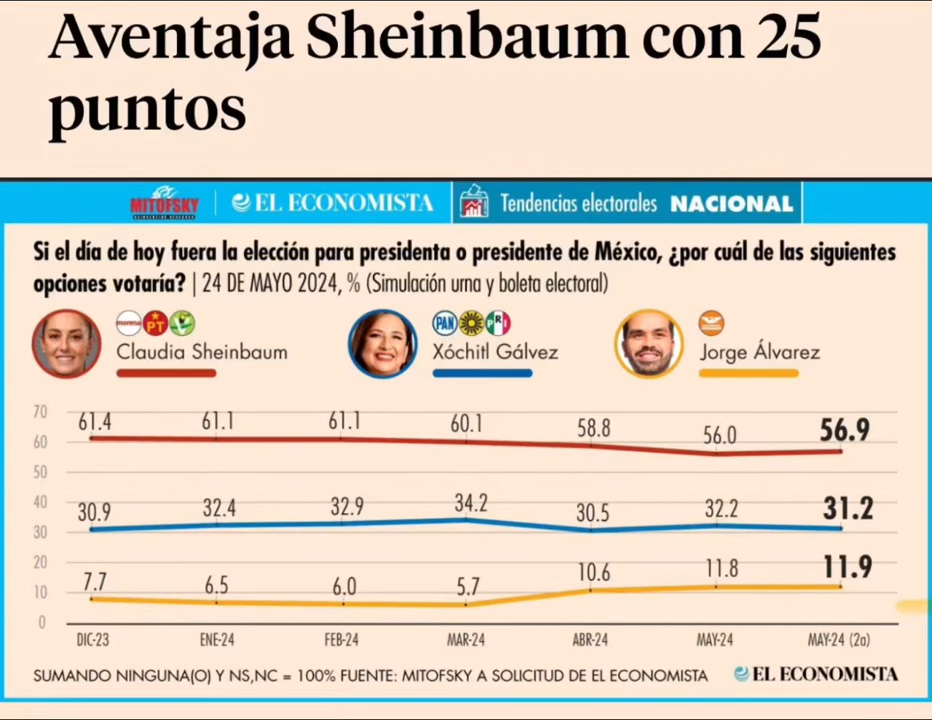 Aventaja Sheinbaum con 25
puntos
MITOFSKY
EL ECONOMISTA
Tendencias electorales NACIONAL
Si el día de hoy fuera la elección para presidenta o presidente de México, ¿por cuál de las siguientes
opciones votaría? | 24 DE MAYO 2024, % (Simulación urna y boleta electoral)
morena PT
Claudia Sheinbaum
PAN PRI
Xóchitl Gálvez
Jorge Álvarez
70
61.4 61.1 61.1 60.1 58.8 56.0 56.9
60
50
40
30.9 32.4 32.9 34.2 30.5 32.2 31.2
30
20
7.7 6.5 6.0 5.7 10.6 11.8 11.9
10
0
DIC-23 ENE-24 FEB-24 MAR-24 ABR-24 MAY-24 MAY-24 (2a)
SUMANDO NINGUNA(O) Y NS,NC = 100% FUENTE: MITOFSKY A SOLICITUD DE EL ECONOMISTA
EL ECONOMISTA